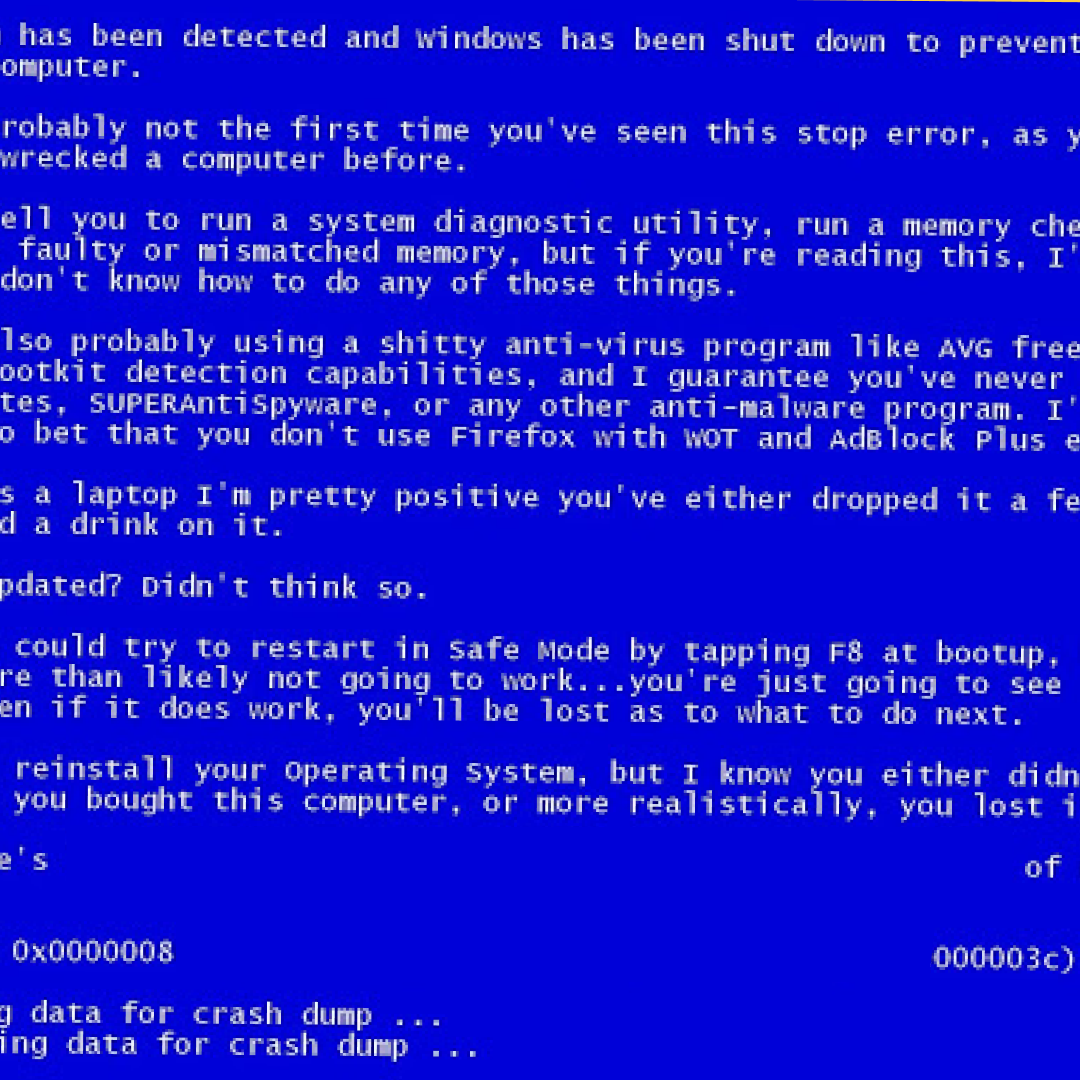 has been detected and Windows has been shut down to prevent
omputer.
robably not the first time you've seen this stop error, as y
wrecked a computer before.
ell you to run a system diagnostic utility, run a memory che
faulty or mismatched memory, but if you're reading this, I'
don't know how to do any of those things.
lso probably using a shitty anti-virus program like AVG free
ootkit detection capabilities, and I guarantee you've never
tes, SUPERAntiSpyware, or any other anti-malware program. I'
o bet that you don't use Firefox with WOT and AdBlock Plus e
s a laptop I'm pretty positive you've either dropped it a fe
d a drink on it.
pdated? Didn't think so.
could try to restart in Safe Mode by tapping F8 at bootup,
re than likely not going to work...you're just going to see
en if it does work, you'll be lost as to what to do next.
reinstall your Operating System, but I know you either didn
you bought this computer, or more realistically, you lost i
e's of
0x0000008 000003c)
g data for crash dump ...
ing data for crash dump ...